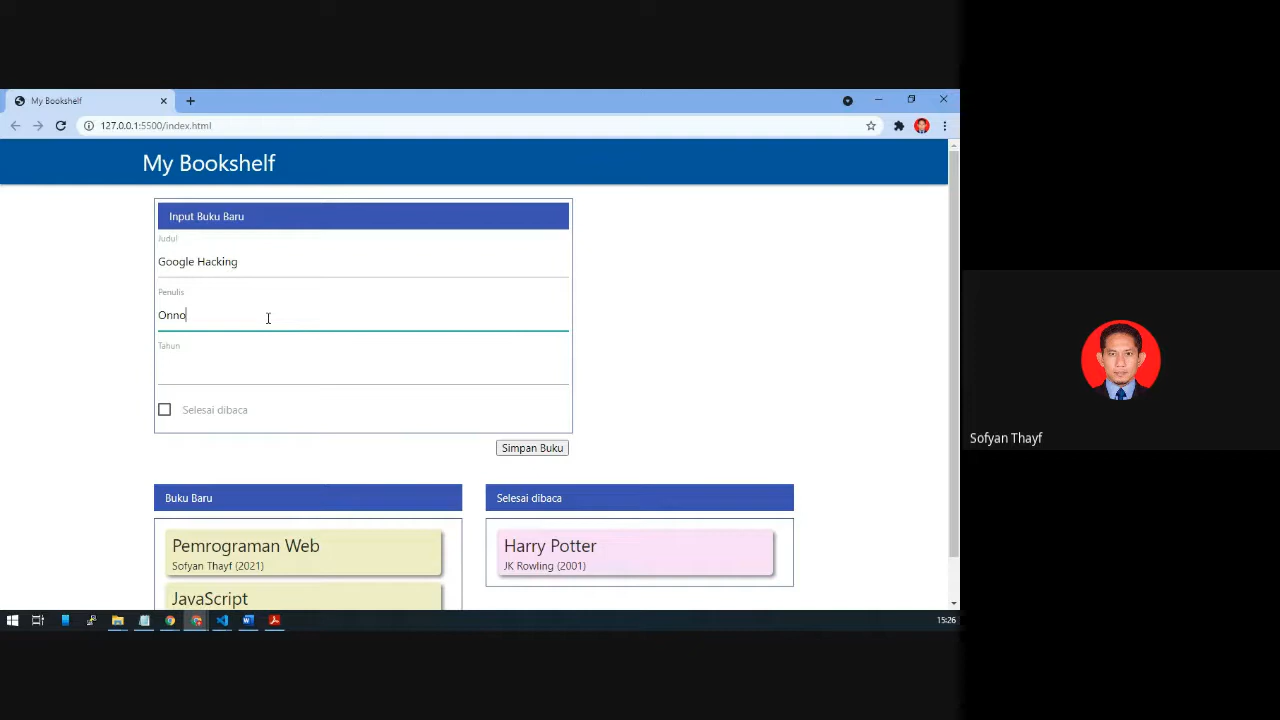 My Bookshelf
127.0.0.1:5500/index.html
My Bookshelf
Input Buku Baru
Judul
Google Hacking
Penulis
Onno
Tahun
Selesai dibaca
Simpan Buku
Buku Baru
Selesai dibaca
Pemrograman Web
Sofyan Thayf (2021)
JavaScript
Harry Potter
JK Rowling (2001)
15:26
Sofyan Thayf